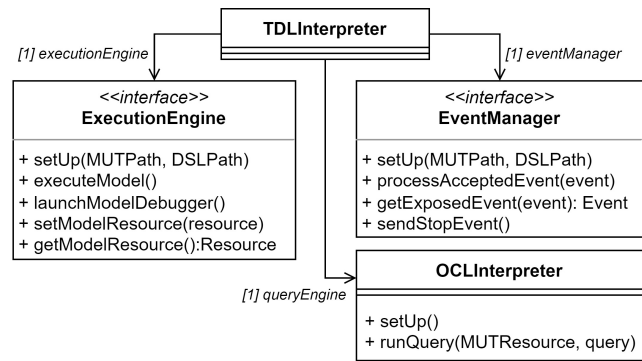 TDLInterpreter
[1] executionEngine
[1] eventManager
<<interface>>
ExecutionEngine
+ setUp(MUTPath, DSLPath)
+ executeModel()
+ launchModelDebugger()
+ setModelResource(resource)
+ getModelResource():Resource
<<interface>>
EventManager
+ setUp(MUTPath, DSLPath)
+ processAcceptedEvent(event)
+ getExposedEvent(event): Event
+ sendStopEvent()
[1] queryEngine
OCLInterpreter
+ setUp()
+ runQuery(MUTResource, query)